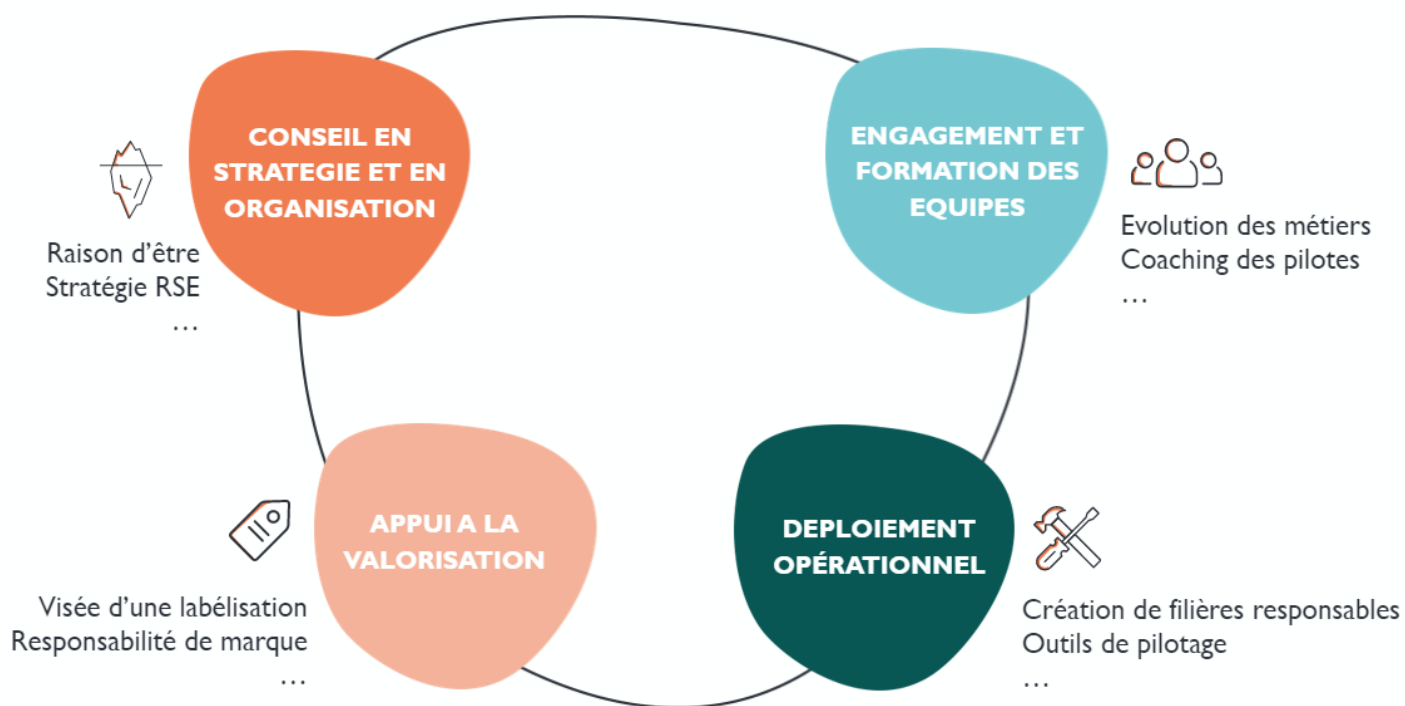 CONSEIL EN
STRATEGIE ET EN
ORGANISATION
Raison d'être
Stratégie RSE
...
ENGAGEMENT ET
FORMATION DES
EQUIPES
Evolution des métiers
Coaching des pilotes
...
APPUI A LA
VALORISATION
Visée d'une labélisation
Responsabilité de marque
...
DEPLOIEMENT
OPÉRATIONNEL
Création de filières responsables
Outils de pilotage
...